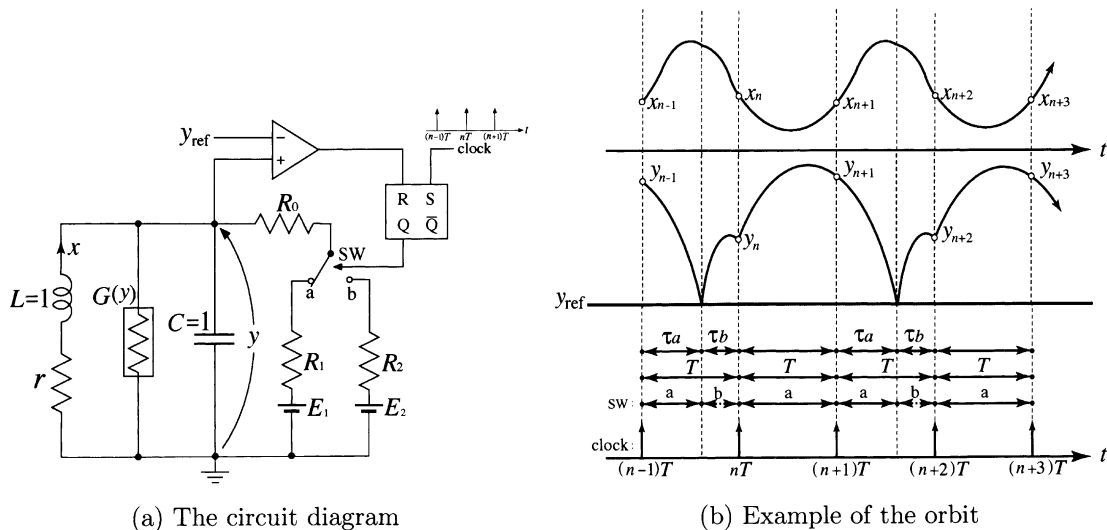 y_ref
−
+
(n-1)T nT (n+1)T t
clock
R S
Q Q̄
R₀
SW
a b
x
L=1
G(y)
C=1
y
r
R₁
R₂
E₁
E₂
(a) The circuit diagram
x_{n-1} x_n x_{n+1} x_{n+2} x_{n+3}
t
y_{n-1} y_n y_{n+1} y_{n+2} y_{n+3}
y_ref
τa τb τa τb
T T T T
SW: a b a a b a
clock:
(n-1)T nT (n+1)T (n+2)T (n+3)T t
(b) Example of the orbit